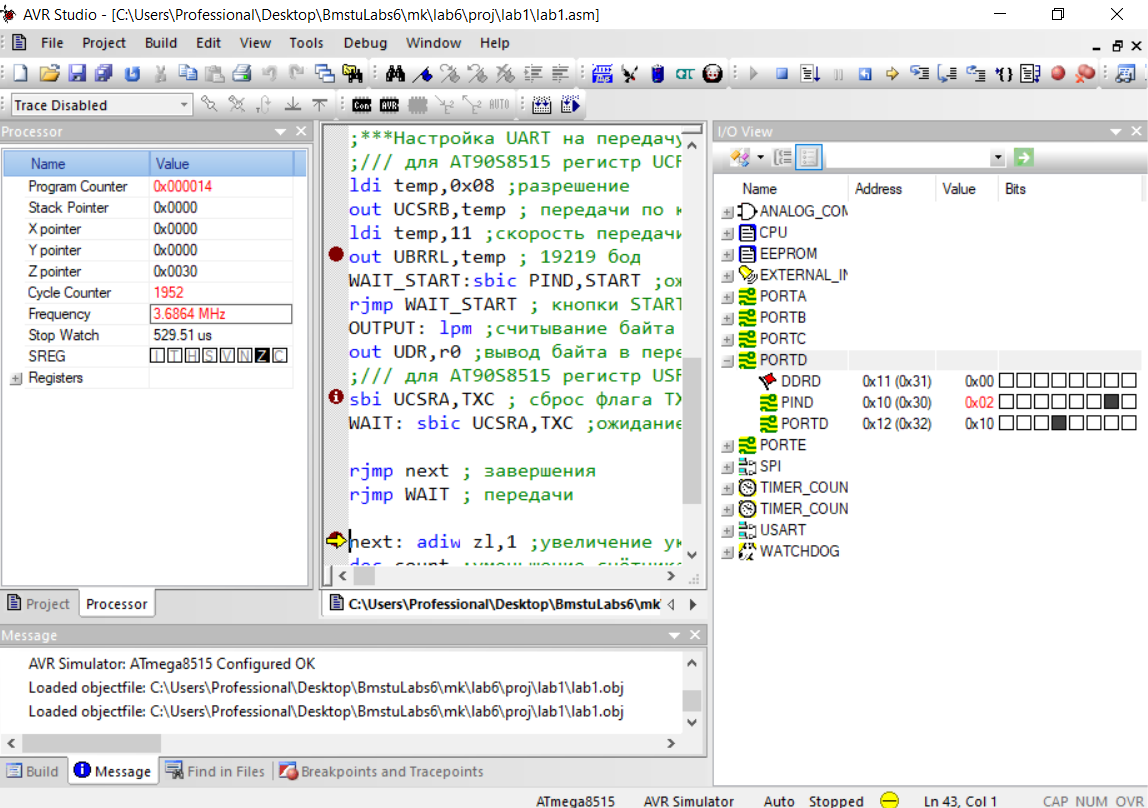 AVR Studio - [C:\Users\Professional\Desktop\BmstuLabs6\mk\lab6\proj\lab1\lab1.asm]
File Project Build Edit View Tools Debug Window Help
Trace Disabled
Con AVR AUTO
Processor
Name Value
Program Counter 0x000014
Stack Pointer 0x0000
X pointer 0x0000
Y pointer 0x0000
Z pointer 0x0030
Cycle Counter 1952
Frequency 3.6864 MHz
Stop Watch 529.51 us
SREG I T H S V N Z C
Registers
Project Processor
;***Настройка UART на передачу
;/// для AT90S8515 регистр UCR
ldi temp,0x08 ;разрешение
out UCSRB,temp ; передачи по к
ldi temp,11 ;скорость передачи
out UBRRL,temp ; 19219 бод
WAIT_START:sbic PIND,START ;ож
rjmp WAIT_START ; кнопки START
OUTPUT: lpm ;считывание байта
out UDR,r0 ;вывод байта в пере
;/// для AT90S8515 регистр USR
sbi UCSRA,TXC ; сброс флага TX
WAIT: sbic UCSRA,TXC ;ожидание
rjmp next ; завершения
rjmp WAIT ; передачи
next: adiw zl,1 ;увеличение ук
dec count ;уменьшение счётчика
C:\Users\Professional\Desktop\BmstuLabs6\mk\
I/O View
Name Address Value Bits
ANALOG_COM
CPU
EEPROM
EXTERNAL_IN
PORTA
PORTB
PORTC
PORTD
DDRD 0x11 (0x31) 0x00
PIND 0x10 (0x30) 0x02
PORTD 0x12 (0x32) 0x10
PORTE
SPI
TIMER_COUN
TIMER_COUN
USART
WATCHDOG
Message
AVR Simulator: ATmega8515 Configured OK
Loaded objectfile: C:\Users\Professional\Desktop\BmstuLabs6\mk\lab6\proj\lab1\lab1.obj
Loaded objectfile: C:\Users\Professional\Desktop\BmstuLabs6\mk\lab6\proj\lab1\lab1.obj
Build Message Find in Files Breakpoints and Tracepoints
ATmega8515 AVR Simulator Auto Stopped Ln 43, Col 1 CAP NUM OVR